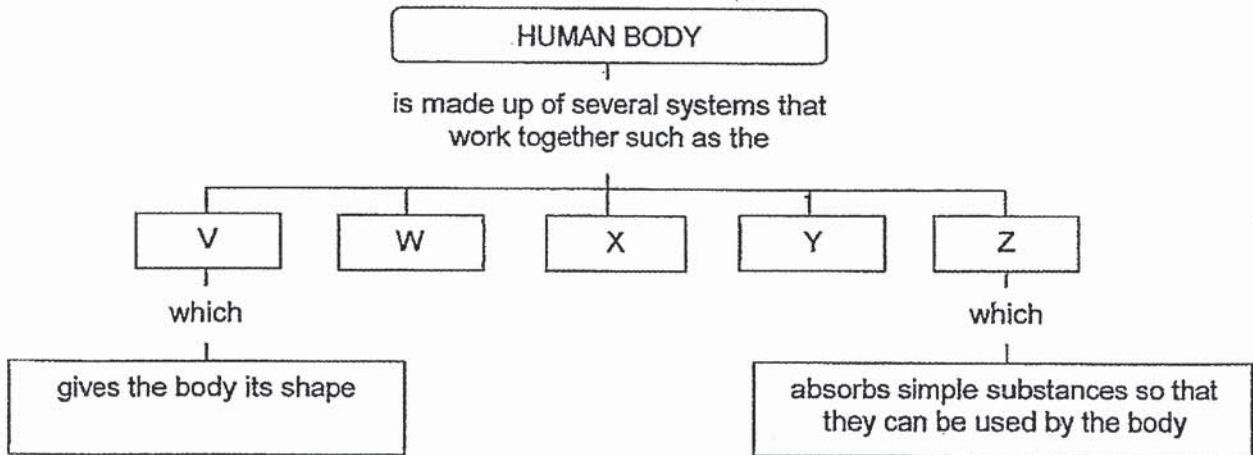 HUMAN BODY
is made up of several systems that
work together such as the
V
W
X
Y
Z
which
which
gives the body its shape
absorbs simple substances so that
they can be used by the body